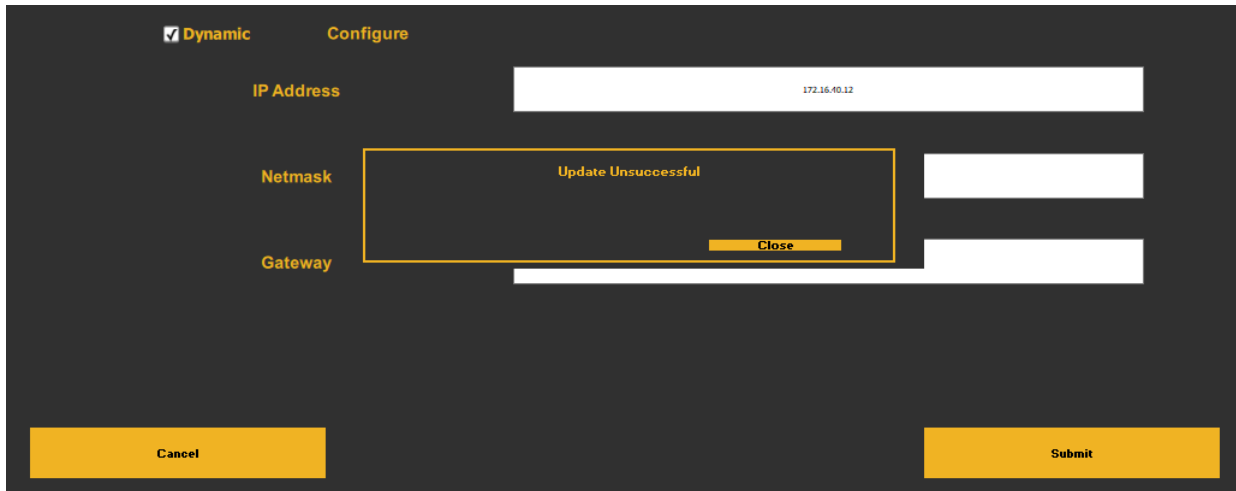 Dynamic Configure
IP Address 172.16.40.12
Netmask
Update Unsuccessful
Close
Gateway
Cancel Submit